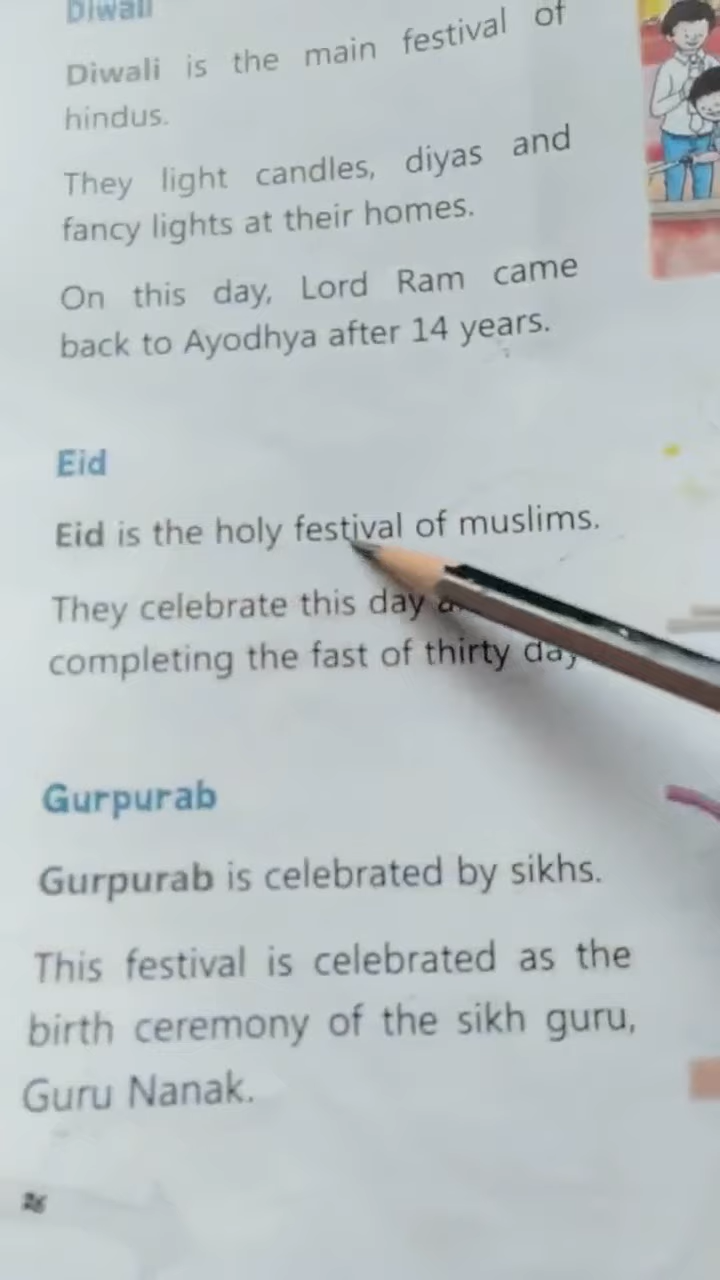 Diwali
Diwali is the main festival of
hindus.
They light candles, diyas and
fancy lights at their homes.
On this day, Lord Ram came
back to Ayodhya after 14 years.
Eid
Eid is the holy festival of muslims.
They celebrate this day
completing the fast of thirty
Gurpurab
Gurpurab is celebrated by sikhs.
This festival is celebrated as the
birth ceremony of the sikh guru,
Guru Nanak.